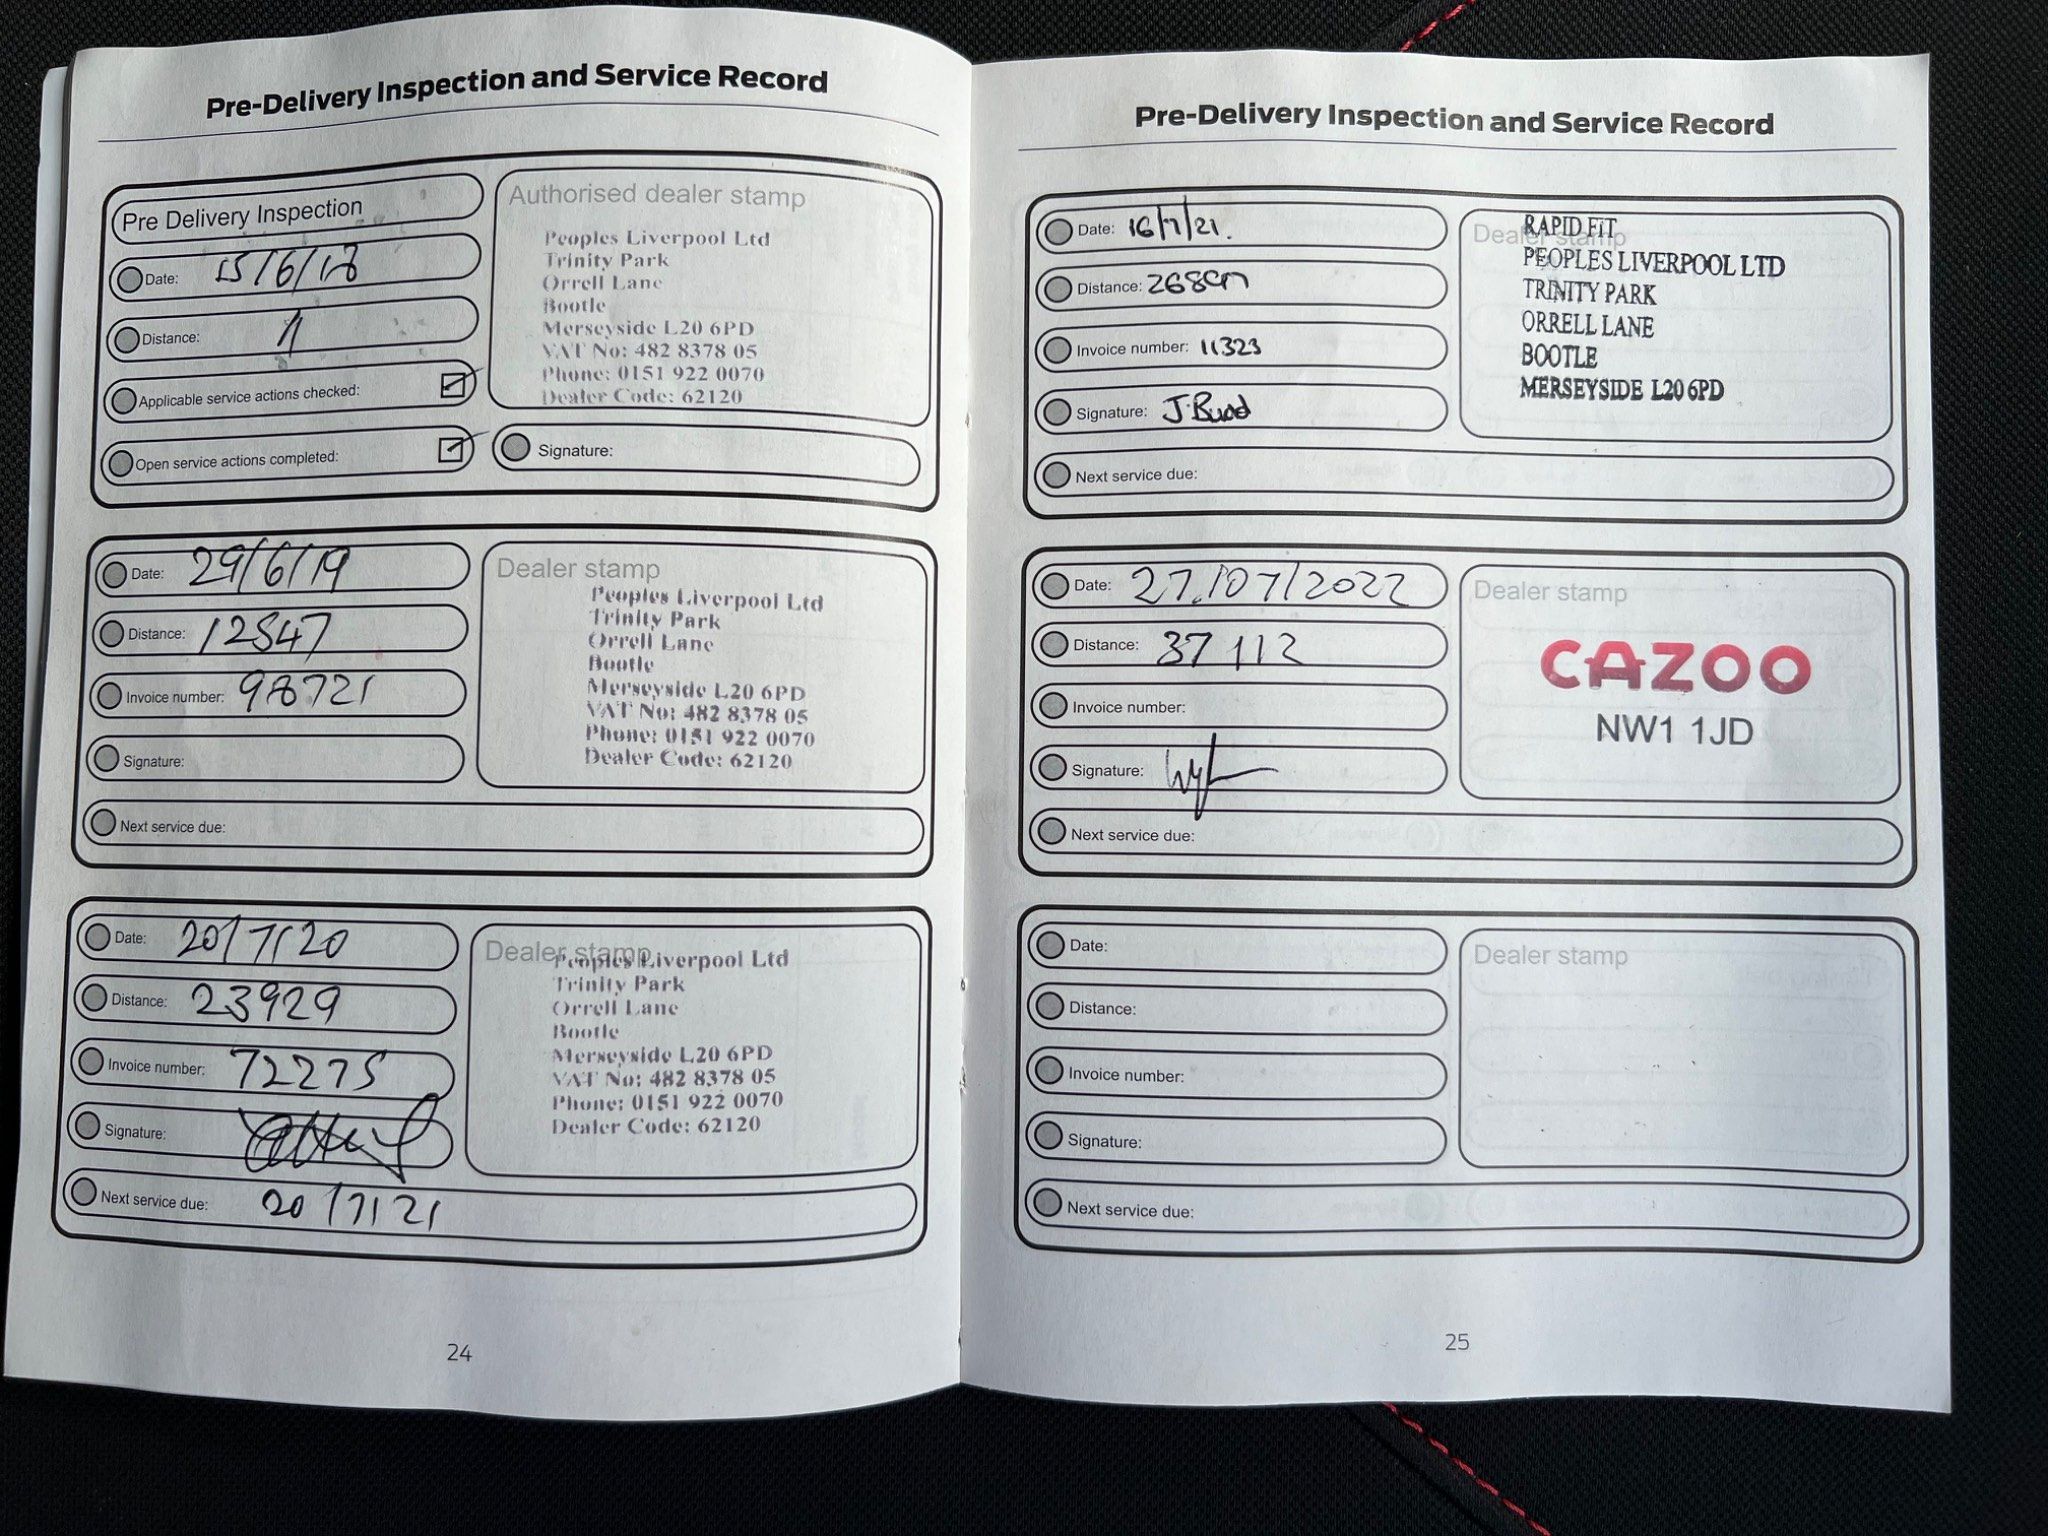 Pre-Delivery Inspection and Service Record
Pre Delivery Inspection
Date: 15/6/18
Distance: 11
Applicable service actions checked:
Open service actions completed:
Authorised dealer stamp
Peoples Liverpool Ltd
Trinity Park
Orrell Lane
Bootle
Merseyside L20 6PD
VAT No: 482 8378 05
Phone: 0151 922 0070
Dealer Code: 62120
Signature:
Date: 29/6/19
Distance: 12547
Invoice number: 98721
Signature:
Next service due:
Dealer stamp
Peoples Liverpool Ltd
Trinity Park
Orrell Lane
Bootle
Merseyside L20 6PD
VAT No: 482 8378 05
Phone: 0151 922 0070
Dealer Code: 62120
Date: 20/7/20
Distance: 23929
Invoice number: 72275
Signature:
Next service due: 20/7/21
Dealer stamp
Peoples Liverpool Ltd
Trinity Park
Orrell Lane
Bootle
Merseyside L20 6PD
VAT No: 482 8378 05
Phone: 0151 922 0070
Dealer Code: 62120
24
Pre-Delivery Inspection and Service Record
Date: 16/7/21.
Distance:
Invoice number: 11323
Signature: J. Budd
Next service due:
Dealer stamp
RAPID FIT
PEOPLES LIVERPOOL LTD
TRINITY PARK
ORRELL LANE
BOOTLE
MERSEYSIDE L20 6PD
Date: 27/07/2022
Distance: 37112
Invoice number:
Signature:
Next service due:
Dealer stamp
CAZOO
NW1 1JD
Date:
Distance:
Invoice number:
Signature:
Next service due:
Dealer stamp
25